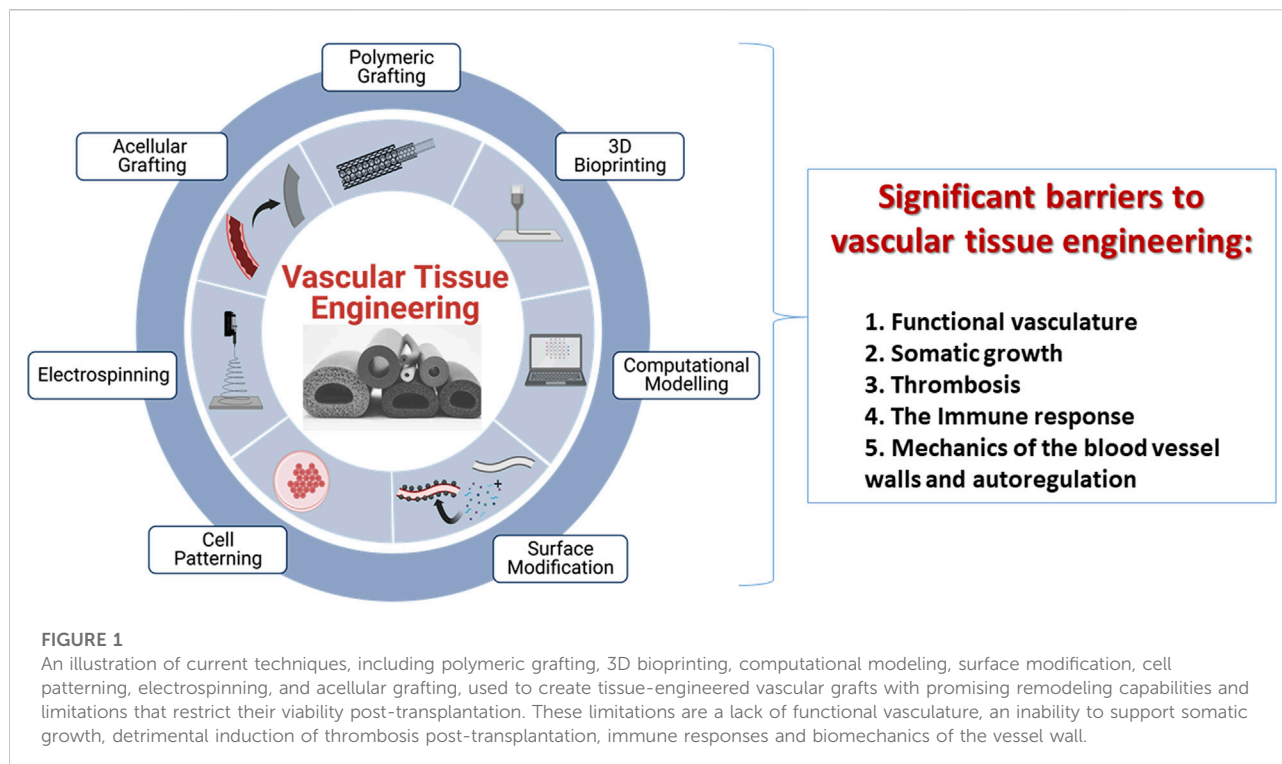 Polymeric
Grafting
Acellular
Grafting
3D
Bioprinting
Vascular Tissue
Engineering
Electrospinning
Computational
Modelling
Cell
Patterning
Surface
Modification
+
Significant barriers to
vascular tissue engineering:
1. Functional vasculature
2. Somatic growth
3. Thrombosis
4. The Immune response
5. Mechanics of the blood vessel
walls and autoregulation
FIGURE 1
An illustration of current techniques, including polymeric grafting, 3D bioprinting, computational modeling, surface modification, cell
patterning, electrospinning, and acellular grafting, used to create tissue-engineered vascular grafts with promising remodeling capabilities and
limitations that restrict their viability post-transplantation. These limitations are a lack of functional vasculature, an inability to support somatic
growth, detrimental induction of thrombosis post-transplantation, immune responses and biomechanics of the vessel wall.